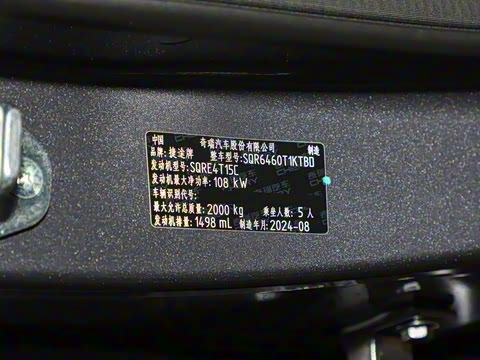 中国 奇瑞汽车股份有限公司 制造
品牌: 捷途牌 整车型号:SQR6460T1KTBD
发动机型号:SQRE4T15C
发动机最大净功率: 108 kW
车辆识别代号:
最大允许总质量: 2000 kg 乘坐人数: 5 人
发动机排量: 1498 mL 制造年月: 2024-08